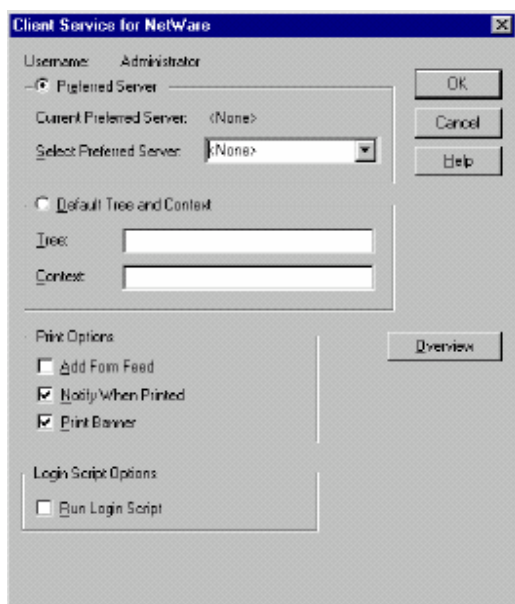 Client Service for NetWare
Username: Administrator
Preferred Server
OK
Current Preferred Server: <None>
Cancel
Select Preferred Server: <None>
Help
Default Tree and Context
Tree:
Context:
Print Options
Overview
Add Form Feed
Notify When Printed
Print Banner
Login Script Options
Run Login Script